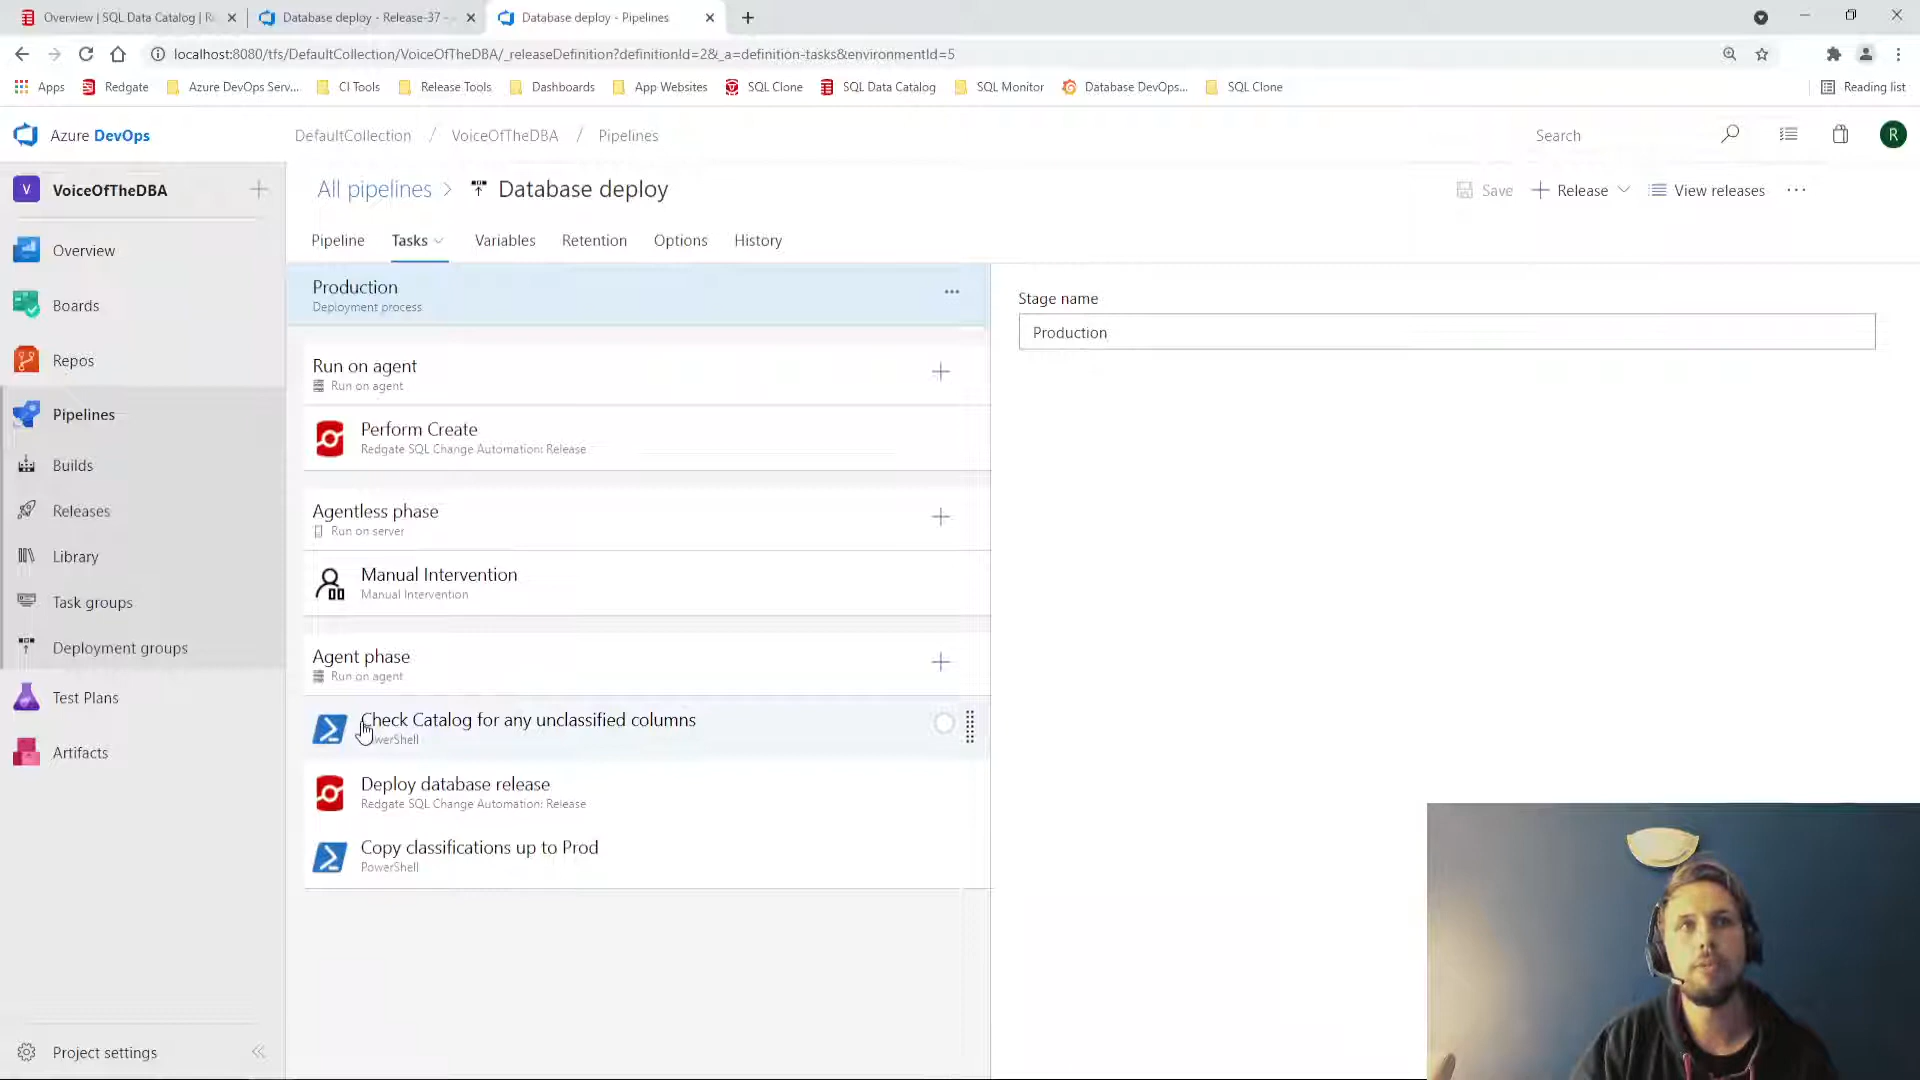 Overview | SQL Data Catalog | R
Database deploy - Release-37 -
Database deploy - Pipelines
localhost:8080/tfs/DefaultCollection/VoiceOfTheDBA/_releaseDefinition?definitionId=2&_a=definition-tasks&environmentId=5
Apps
Redgate
Azure DevOps Serv...
CI Tools
Release Tools
Dashboards
App Websites
SQL Clone
SQL Data Catalog
SQL Monitor
Database DevOps...
SQL Clone
Reading list
Azure DevOps
DefaultCollection / VoiceOfTheDBA / Pipelines
Search
R
V VoiceOfTheDBA
Overview
Boards
Repos
Pipelines
Builds
Releases
Library
Task groups
Deployment groups
Test Plans
Artifacts
Project settings
All pipelines > Database deploy
Save
Release
View releases
Pipeline
Tasks
Variables
Retention
Options
History
Production
Deployment process
Run on agent
Run on agent
Perform Create
Redgate SQL Change Automation: Release
Agentless phase
Run on server
Manual Intervention
Manual Intervention
Agent phase
Run on agent
Check Catalog for any unclassified columns
werShell
Deploy database release
Redgate SQL Change Automation: Release
Copy classifications up to Prod
PowerShell
Stage name
Production